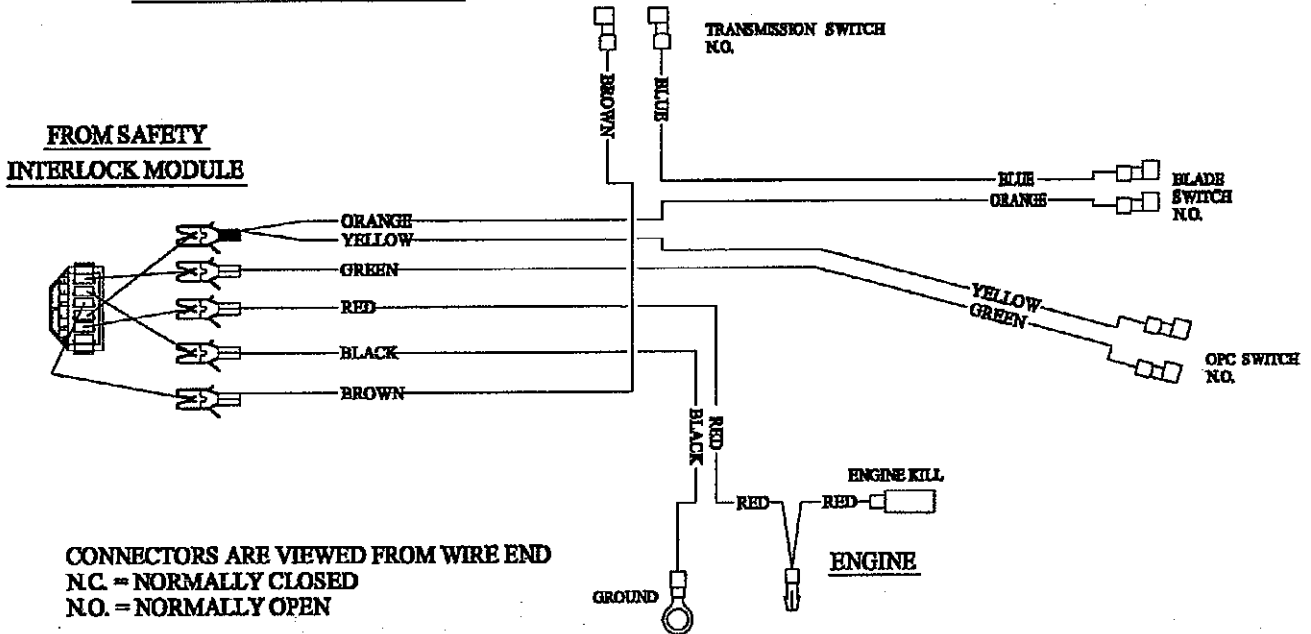 TRANSMISSION SWITCH
N.O.
BROWN
BLUE
FROM SAFETY
INTERLOCK MODULE
BLUE
ORANGE
BLADE
SWITCH
N.O.
ORANGE
YELLOW
GREEN
RED
BLACK
BROWN
YELLOW
GREEN
OPC SWITCH
N.O.
BLACK
RED
RED
RED
ENGINE KILL
ENGINE
GROUND
CONNECTORS ARE VIEWED FROM WIRE END
N.C. = NORMALLY CLOSED
N.O. = NORMALLY OPEN